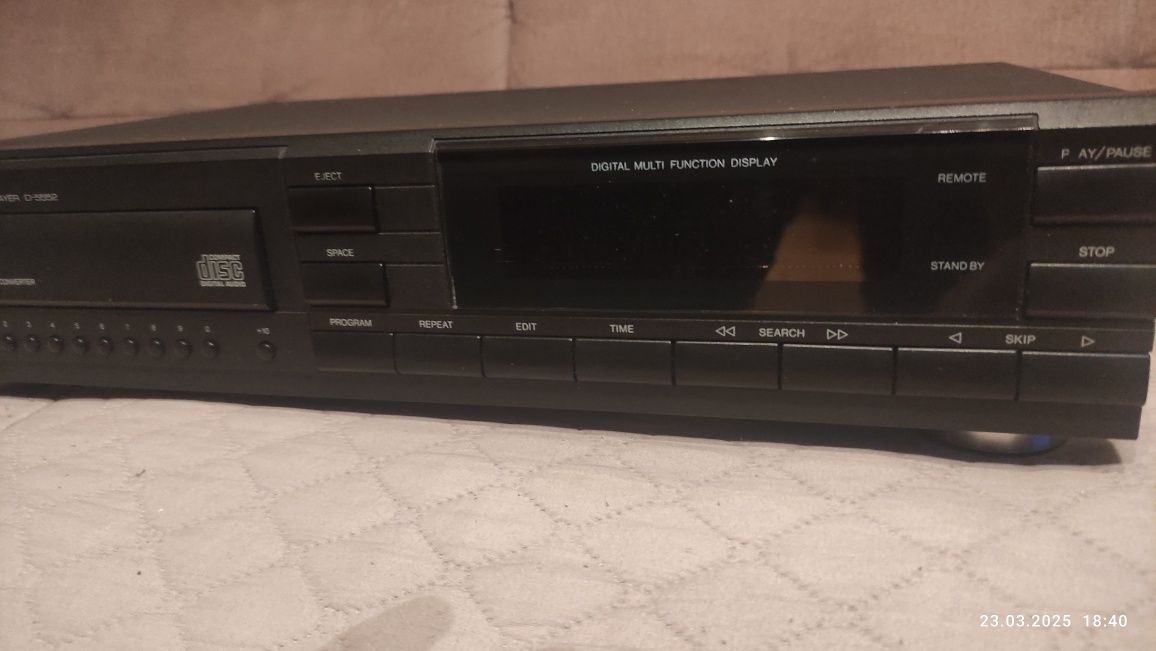 AYER D-5552
EJECT
DIGITAL MULTI FUNCTION DISPLAY
REMOTE
P AY/PAUSE
COMPACT
disc
DIGITAL AUDIO
CONVERTER
SPACE
STAND BY
STOP
2 3 4 5 6 7 8 9 0 +10
PROGRAM REPEAT EDIT TIME SEARCH SKIP
23.03.2025 18:40